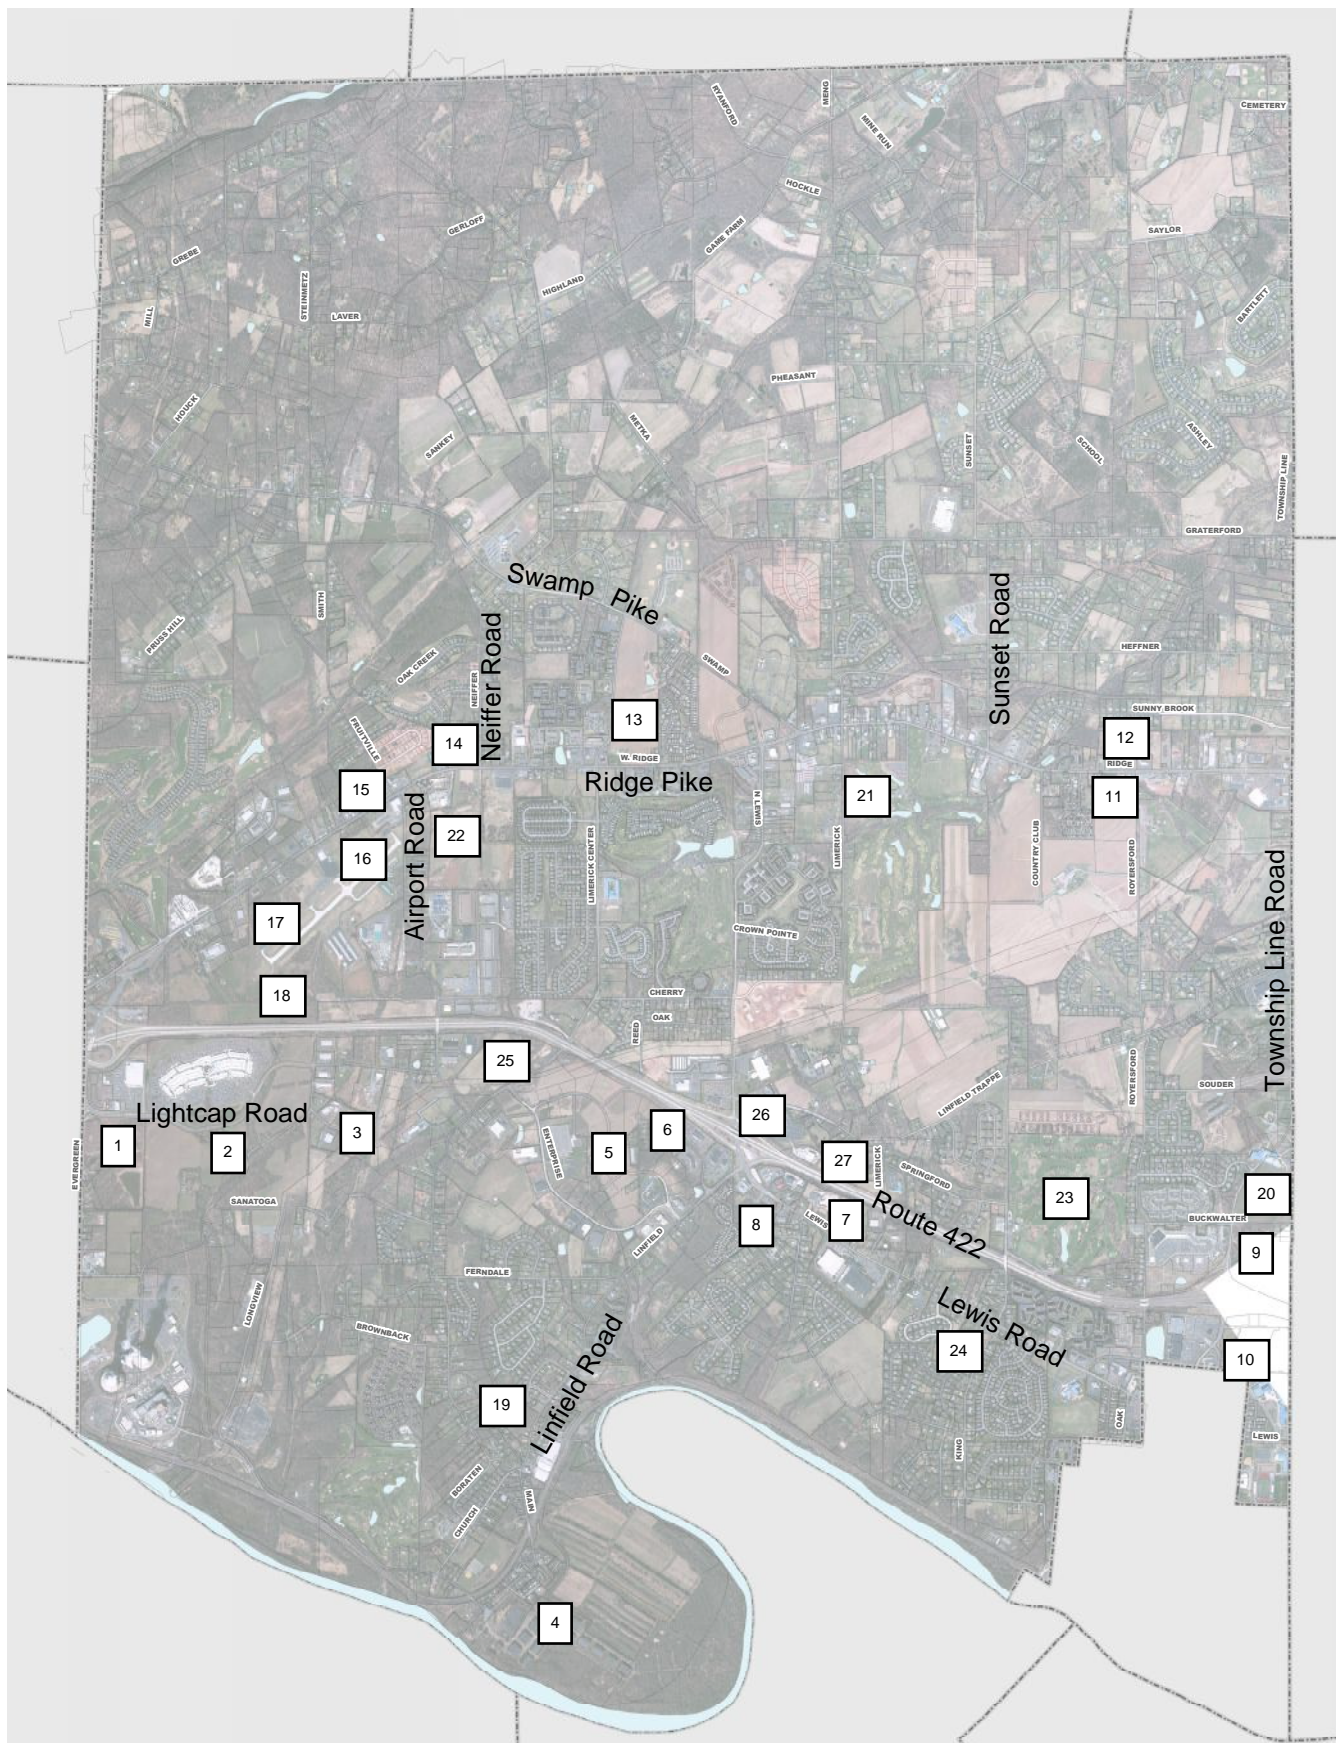 RYANFORD
MENG
CEMETERY
MINE RUN
HOCKLE
GERLOFF
GAME FARM
SAYLOR
GREBE
STEINMETZ
HIGHLAND
MILL
LAVER
BARTLETT
PHEASANT
HOUCK
METKA
SANKEY
SUNSET
SCHOOL
ASHLEY
TOWNSHIP LINE
GRATERFORD
Swamp Pike
SMITH
PRUSS HILL
Neiffer Road
Sunset Road
OAK CREEK
NEIFFER
SWAMP
HEFFNER
FRUITVILLE
SUNNY BROOK
13
14
12
W. RIDGE
RIDGE
Ridge Pike
15
21
11
N LEWIS
22
16
Airport Road
LIMERICK CENTER
LIMERICK
COUNTRY CLUB
ROYERSFORD
Township Line Road
17
CROWN POINTE
18
CHERRY
OAK
REED
25
ROYERSFORD
SOUDER
LINFIELD TRAPPE
Lightcap Road
26
1
2
3
ENTERPRISE
5
6
27
LIMERICK
SPRINGFORD
EVERGREEN
SANATOGA
23
20
8
LEWIS
7
Route 422
BUCKWALTER
LINFIELD
9
FERNDALE
LONGVIEW
BROWNBACK
Lewis Road
24
10
Linfield Road
19
OAK
LEWIS
KING
BORATEN
MAIN
CHURCH
4